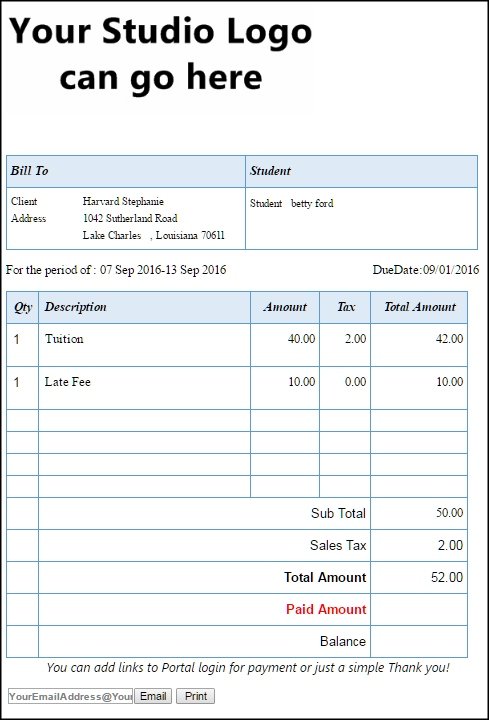 Your Studio Logo
can go here
Bill To Student
Client Harvard Stephanie
Address 1042 Sutherland Road
Lake Charles , Louisiana 70611
Student betty ford
For the period of : 07 Sep 2016-13 Sep 2016 DueDate:09/01/2016
Qty Description Amount Tax Total Amount
1 Tuition 40.00 2.00 42.00
1 Late Fee 10.00 0.00 10.00
Sub Total 50.00
Sales Tax 2.00
Total Amount 52.00
Paid Amount
Balance
You can add links to Portal login for payment or just a simple Thank you!
YourEmailAddress@You Email Print